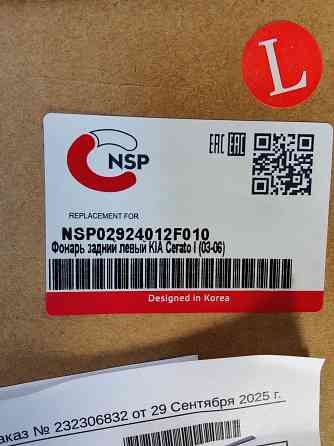 L
NSP
EAC EAC
REPLACEMENT FOR
NSP02924012F010
Фонарь задний левый KIA Cerato I (03-06)
Designed in Korea
аказ № 232306832 от 29 Сентября 2025 г.